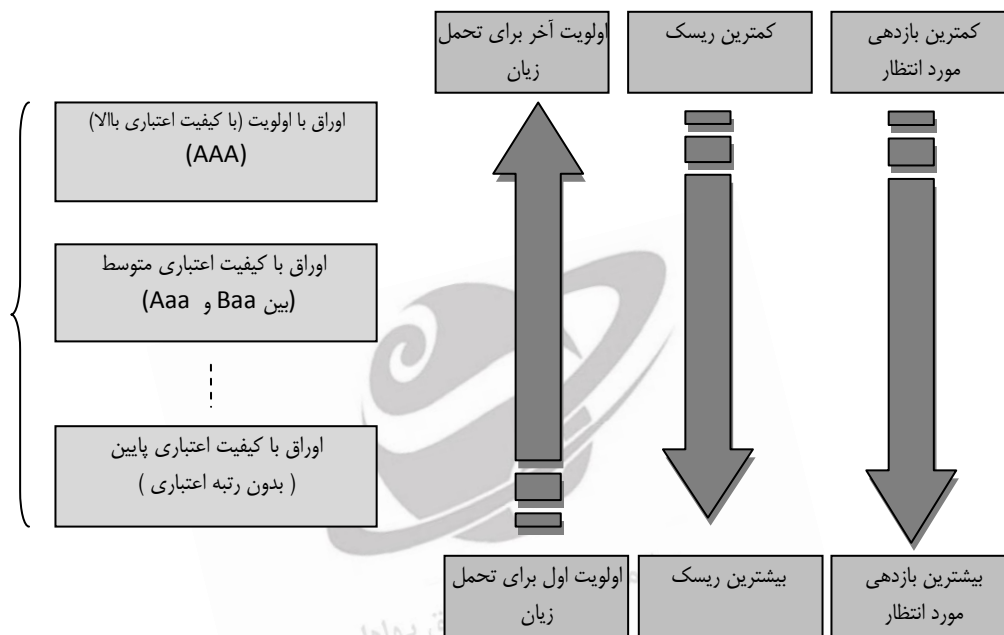 کمترین بازدهی
مورد انتظار
کمترین ریسک
اولویت آخر برای تحمل
زیان
اوراق با اولویت (با کیفیت اعتباری باالا)
(AAA)
اوراق با کیفیت اعتباری متوسط
(بین Baa و Aaa)
اوراق با کیفیت اعتباری پایین
( بدون رتبه اعتباری )
بیشترین بازدهی
مورد انتظار
بیشترین ریسک
اولویت اول برای تحمل
زیان